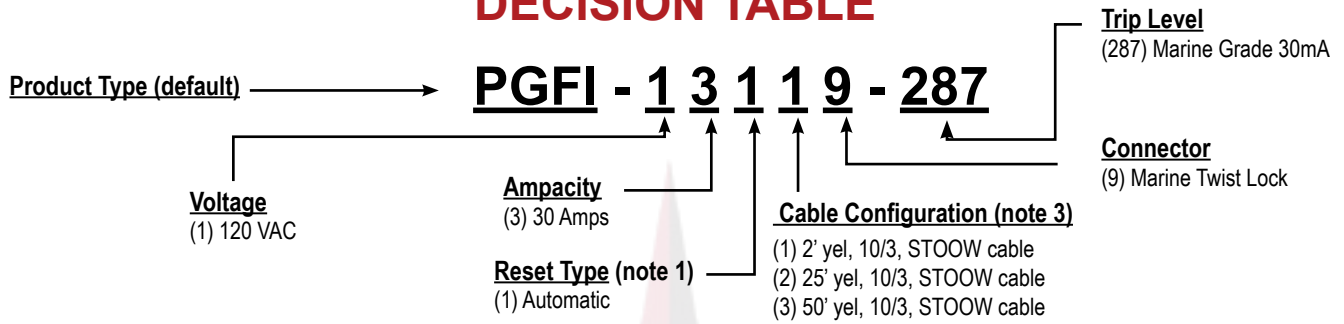 DECISION TABLE
Product Type (default)
PGFI - 1 3 1 1 9 - 287
Trip Level
(287) Marine Grade 30mA
Connector
(9) Marine Twist Lock
Voltage
(1) 120 VAC
Ampacity
(3) 30 Amps
Reset Type (note 1)
(1) Automatic
Cable Configuration (note 3)
(1) 2’ yel, 10/3, STOOW cable
(2) 25’ yel, 10/3, STOOW cable
(3) 50’ yel, 10/3, STOOW cable